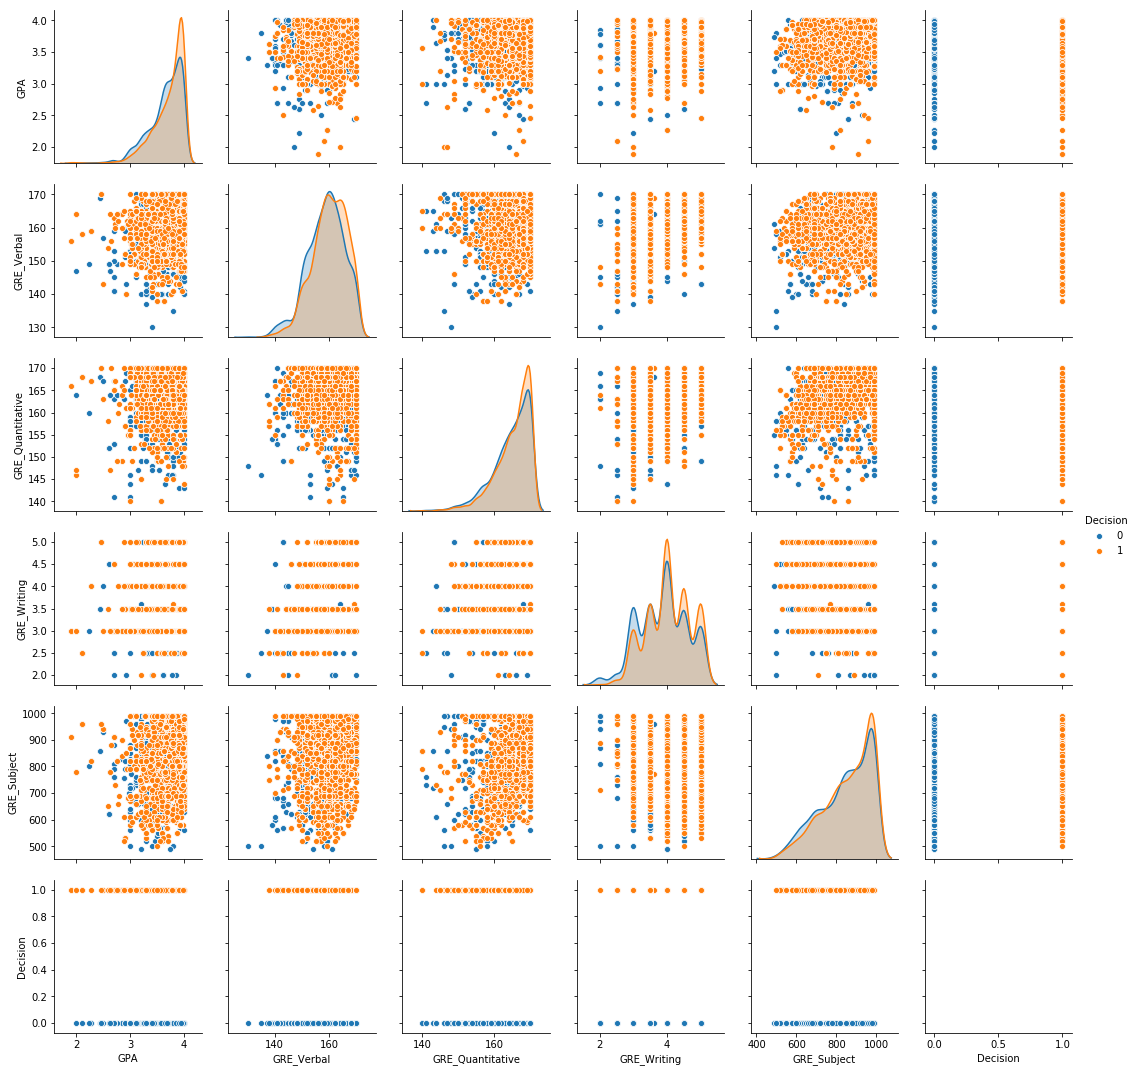 4.0
3.5
3.0
2.5
2.0
GPA
170
160
150
140
130
GRE_Verbal
170
165
160
155
150
145
140
GRE_Quantitative
5.0
4.5
4.0
3.5
3.0
2.5
2.0
GRE_Writing
Decision
0
1
1000
900
800
700
600
500
GRE_Subject
1.0
0.8
0.6
0.4
0.2
0.0
Decision
2 3 4
GPA
140 160
GRE_Verbal
140 160
GRE_Quantitative
2 4
GRE_Writing
400 600 800 1000
GRE_Subject
0.0 0.5 1.0
Decision